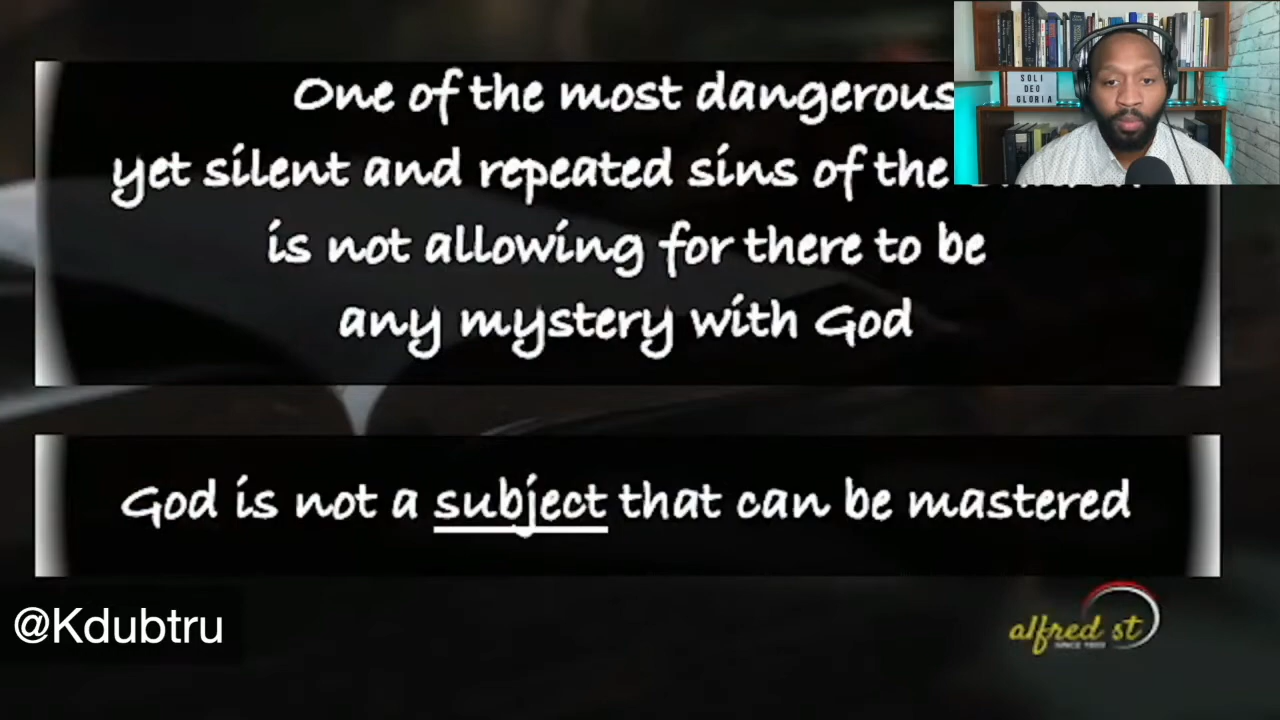 One of the most dangerous
yet silent and repeated sins of the
is not allowing for there to be
any mystery with God
God is not a subject that can be mastered
SOLI
DEO
GLORIA
@Kdubtru
alfred st